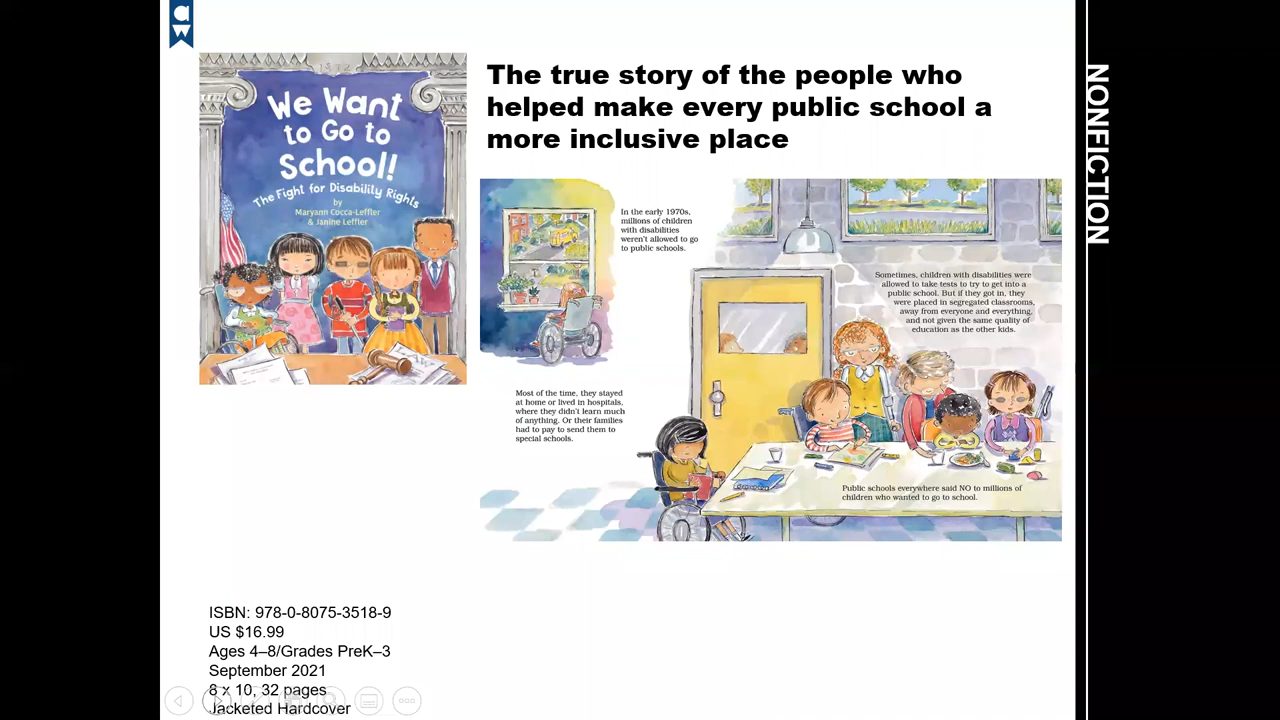 1872
We Want
to Go to
School!
The Fight for Disability Rights
by
Maryann Cocca-Leffler
& Janine Leffler
The true story of the people who
helped make every public school a
more inclusive place
In the early 1970s,
millions of children
with disabilities
weren't allowed to go
to public schools.
Most of the time, they stayed
at home or lived in hospitals,
where they didn't learn much
of anything. Or their families
had to pay to send them to
special schools.
Sometimes, children with disabilities were
allowed to take tests to try to get into a
public school. But if they got in, they
were placed in segregated classrooms,
away from everyone and everything,
and not given the same quality of
education as the other kids.
Public schools everywhere said NO to millions of
children who wanted to go to school.
NONFICTION
ISBN: 978-0-8075-3518-9
US $16.99
Ages 4–8/Grades PreK–3
September 2021
8 x 10, 32 pages
Jacketed Hardcover
aw